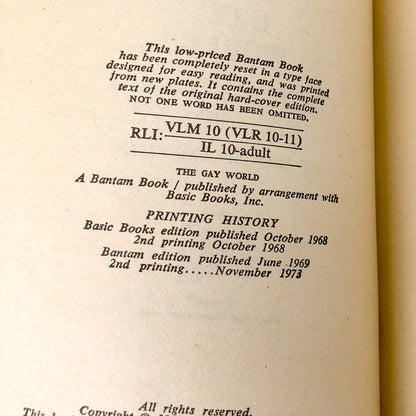 This low-priced Bantam Book
has been completely reset in a type face
designed for easy reading, and was printed
from new plates. It contains the complete
text of the original hard-cover edition.
NOT ONE WORD HAS BEEN OMITTED.
RLI: VLM 10 (VLR 10-11)
IL 10-adult
THE GAY WORLD
A Bantam Book / published by arrangement with
Basic Books, Inc.
PRINTING HISTORY
Basic Books edition published October 1968
2nd printing October 1968
Bantam edition published June 1969
2nd printing.....November 1973
All rights reserved.
Copyright ©
This